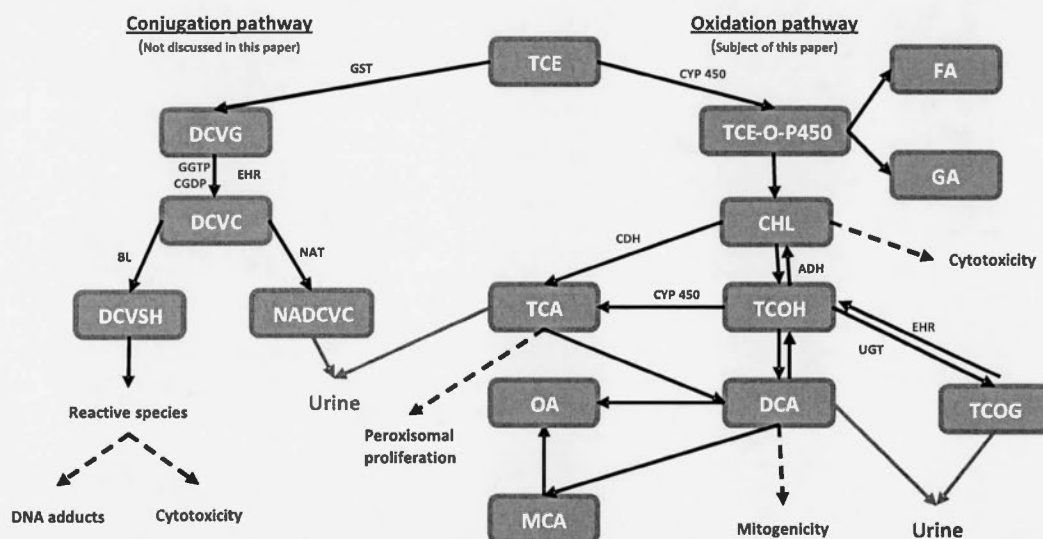 Conjugation pathway
(Not discussed in this paper)
Oxidation pathway
(Subject of this paper)
TCE
GST
CYP 450
FA
DCVG
TCE-O-P450
GA
GGTP
CGDP
EHR
DCVC
CHL
CDH
ADH
Cytotoxicity
BL
NAT
DCVSH
NADCVC
TCA
CYP 450
TCOH
EHR
UGT
Urine
Reactive species
OA
DCA
TCOG
Peroxisomal
proliferation
DNA adducts
Cytotoxicity
MCA
Mitogenicity
Urine